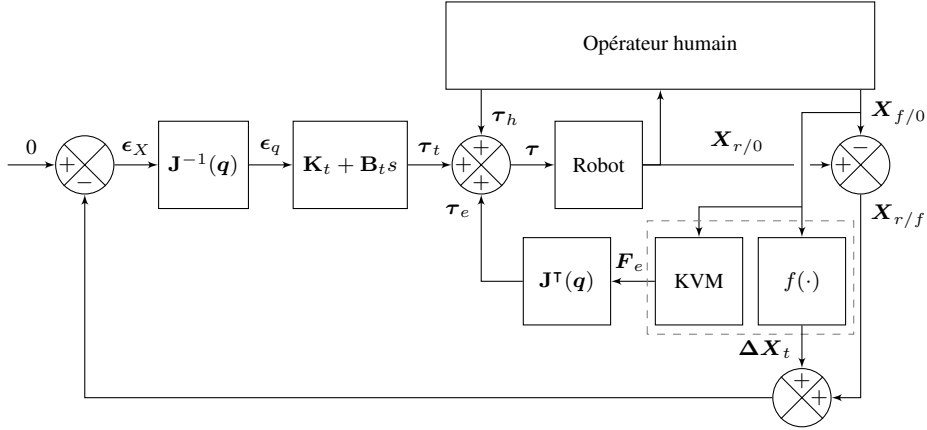 Opérateur humain
τ_h
X_{f/0}
0
+
−
ϵ_X
J^{−1}(q)
ϵ_q
K_t + B_t s
τ_t
+
+
+
τ
Robot
X_{r/0}
−
+
τ_e
X_{r/f}
J^⊤(q)
F_e
KVM
f(·)
ΔX_t
+
+